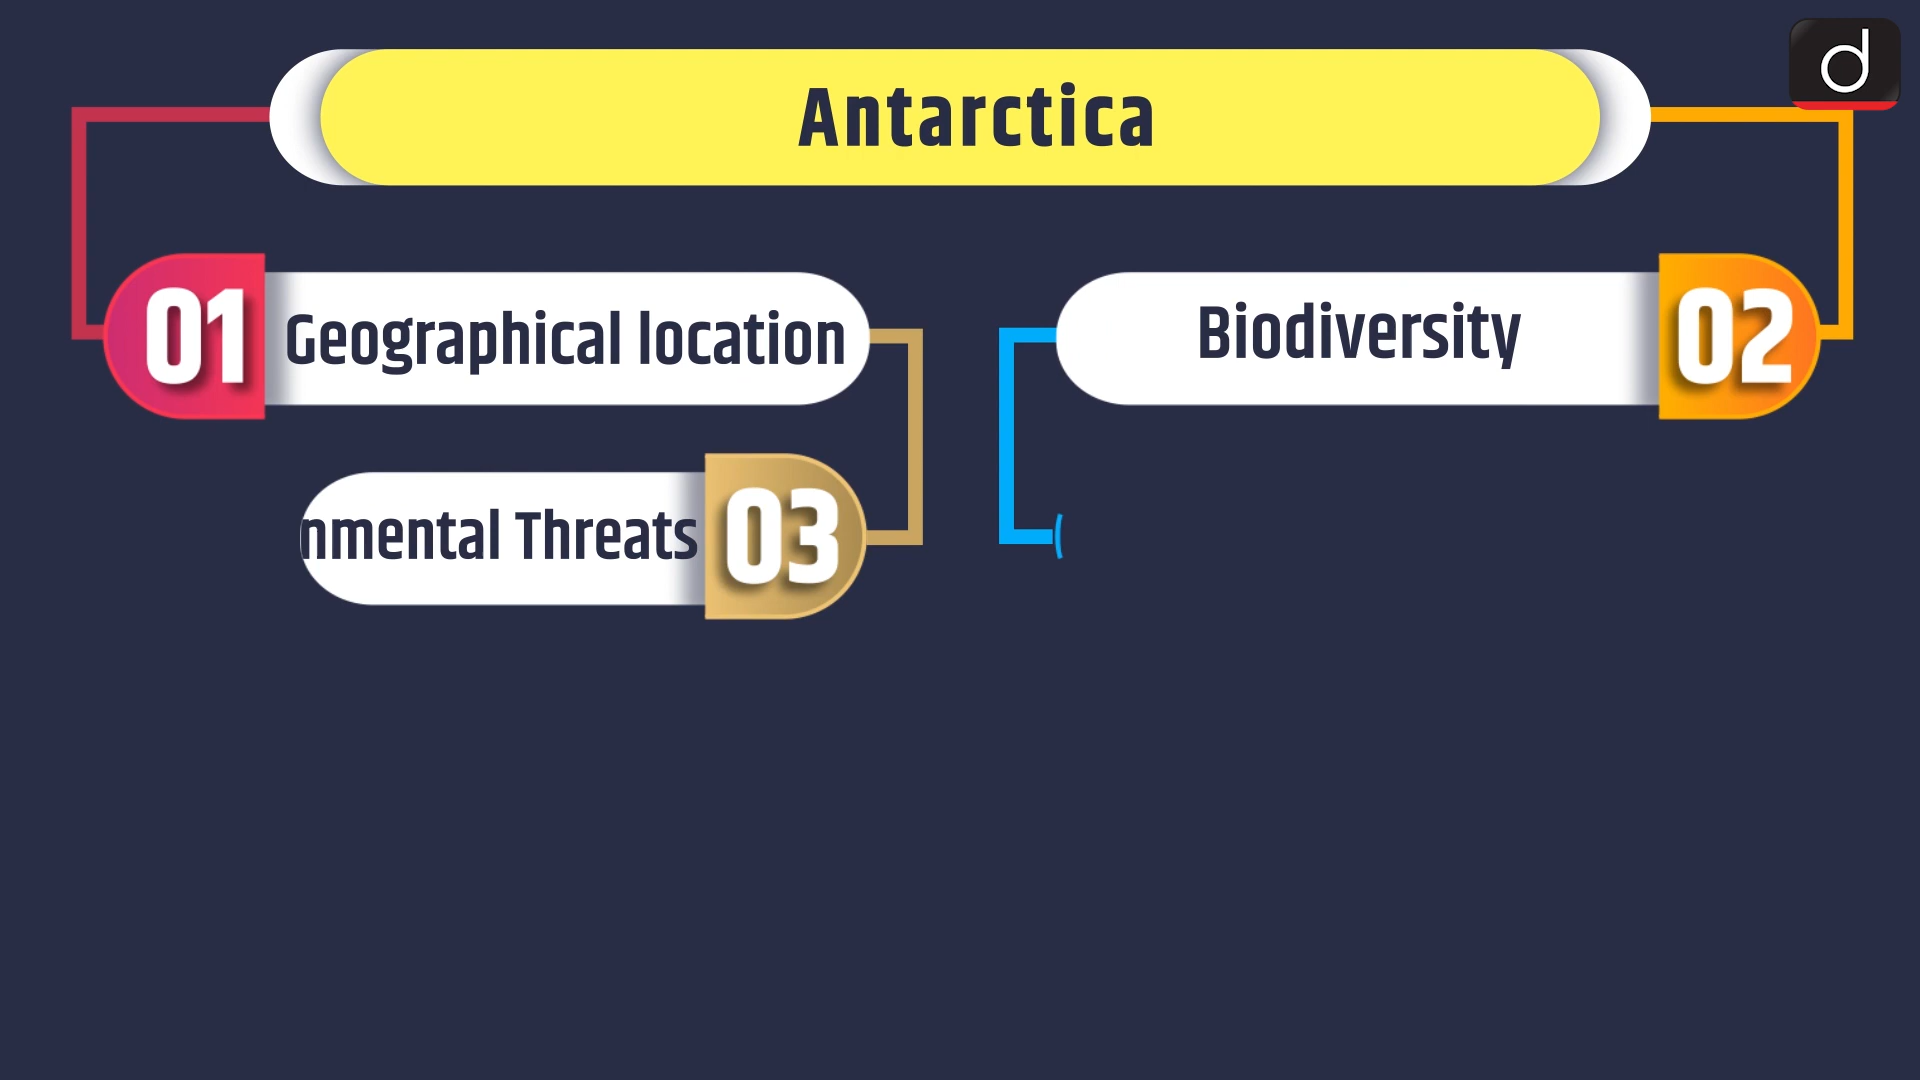 Antarctica
01 Geographical location
Biodiversity 02
nmental Threats 03
d